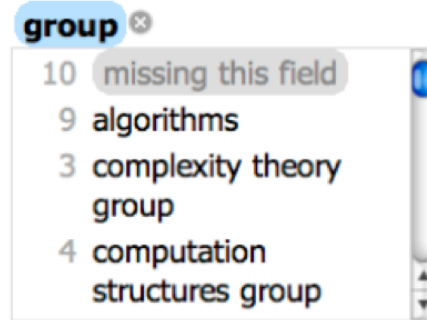 group
10 missing this field
9 algorithms
3 complexity theory
group
4 computation
structures group